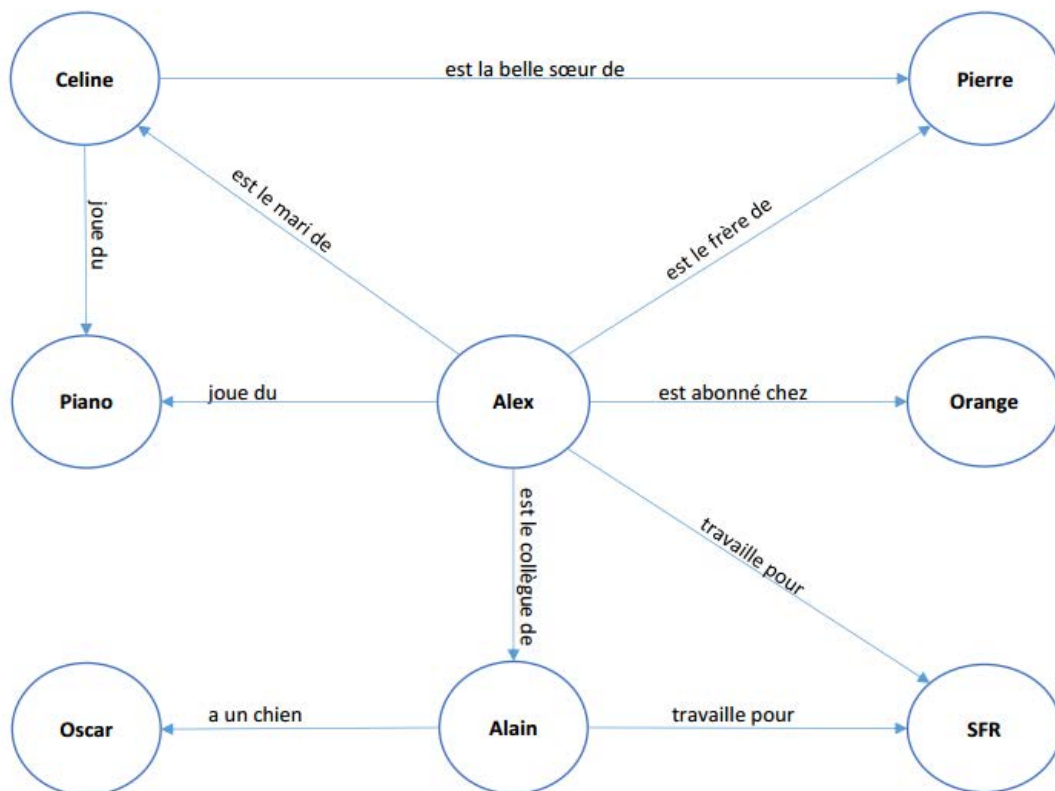 Celine
est la belle sœur de
Pierre
est le mari de
est le frère de
joue du
Piano
joue du
Alex
est abonné chez
Orange
est le collègue de
travaille pour
Oscar
a un chien
Alain
travaille pour
SFR